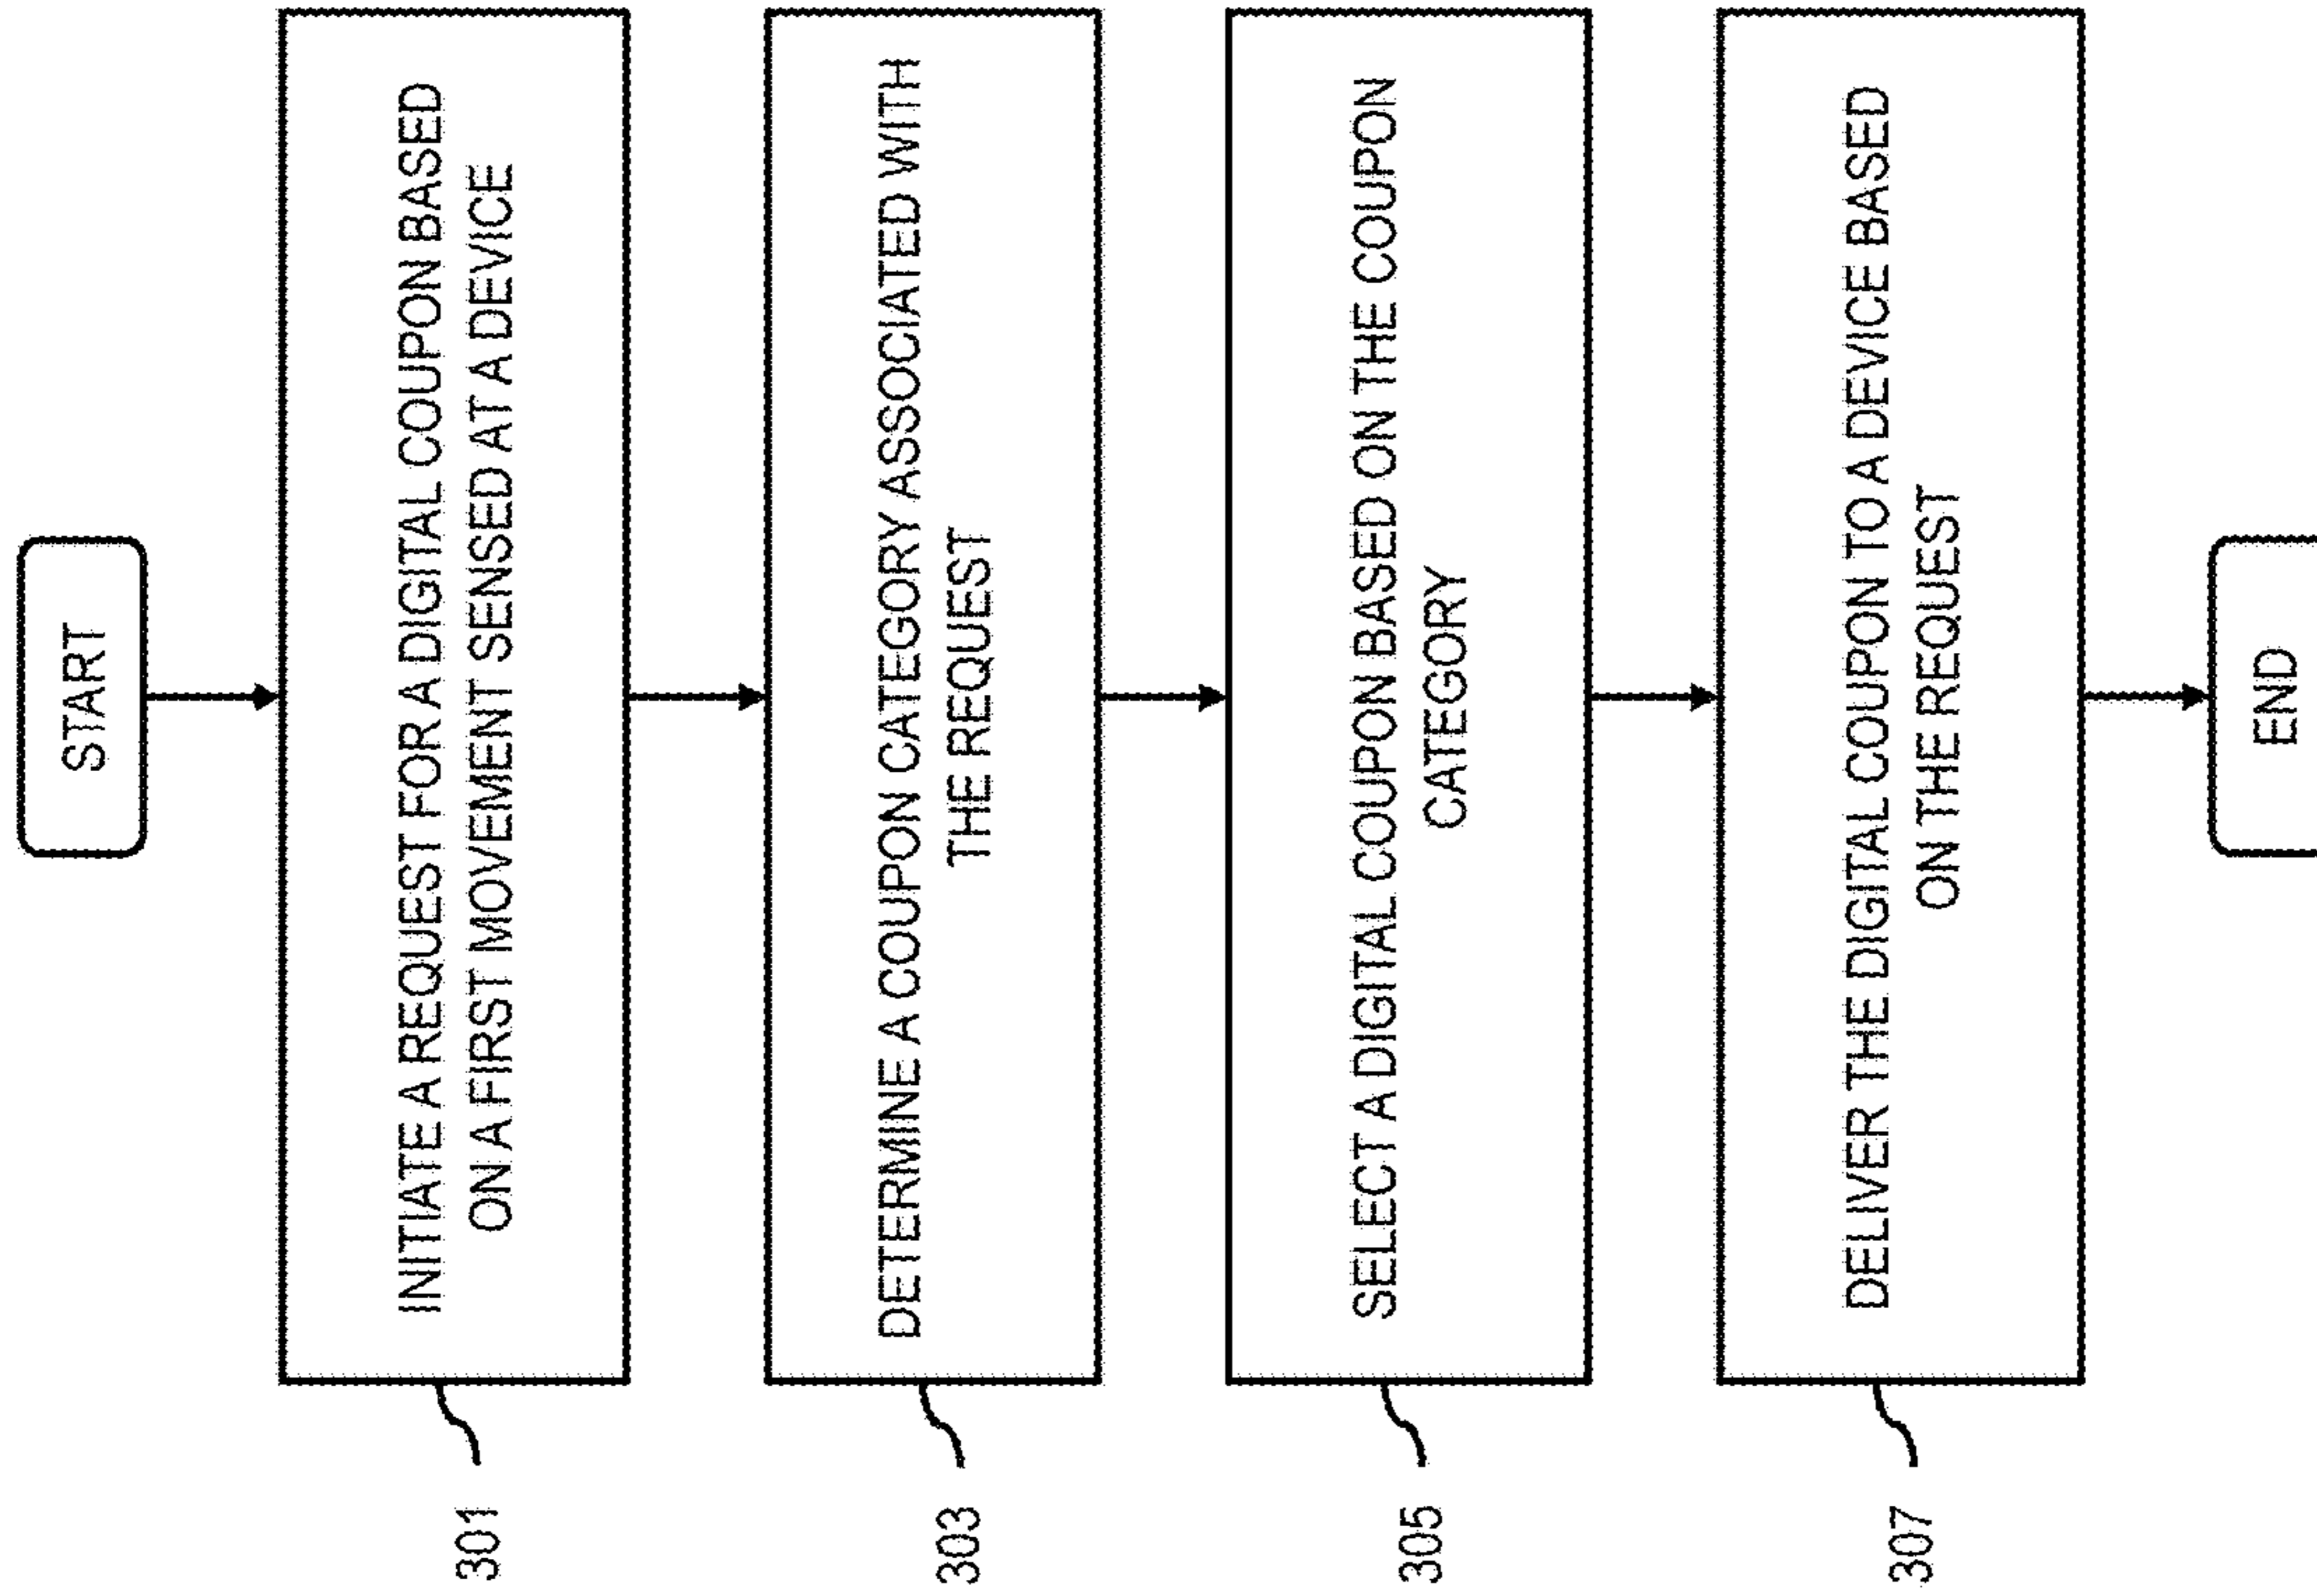 START
301
INITIATE A REQUEST FOR A DIGITAL COUPON BASED
ON A FIRST MOVEMENT SENSED AT A DEVICE
303
DETERMINE A COUPON CATEGORY ASSOCIATED WITH
THE REQUEST
305
SELECT A DIGITAL COUPON BASED ON THE COUPON
CATEGORY
307
DELIVER THE DIGITAL COUPON TO A DEVICE BASED
ON THE REQUEST
END